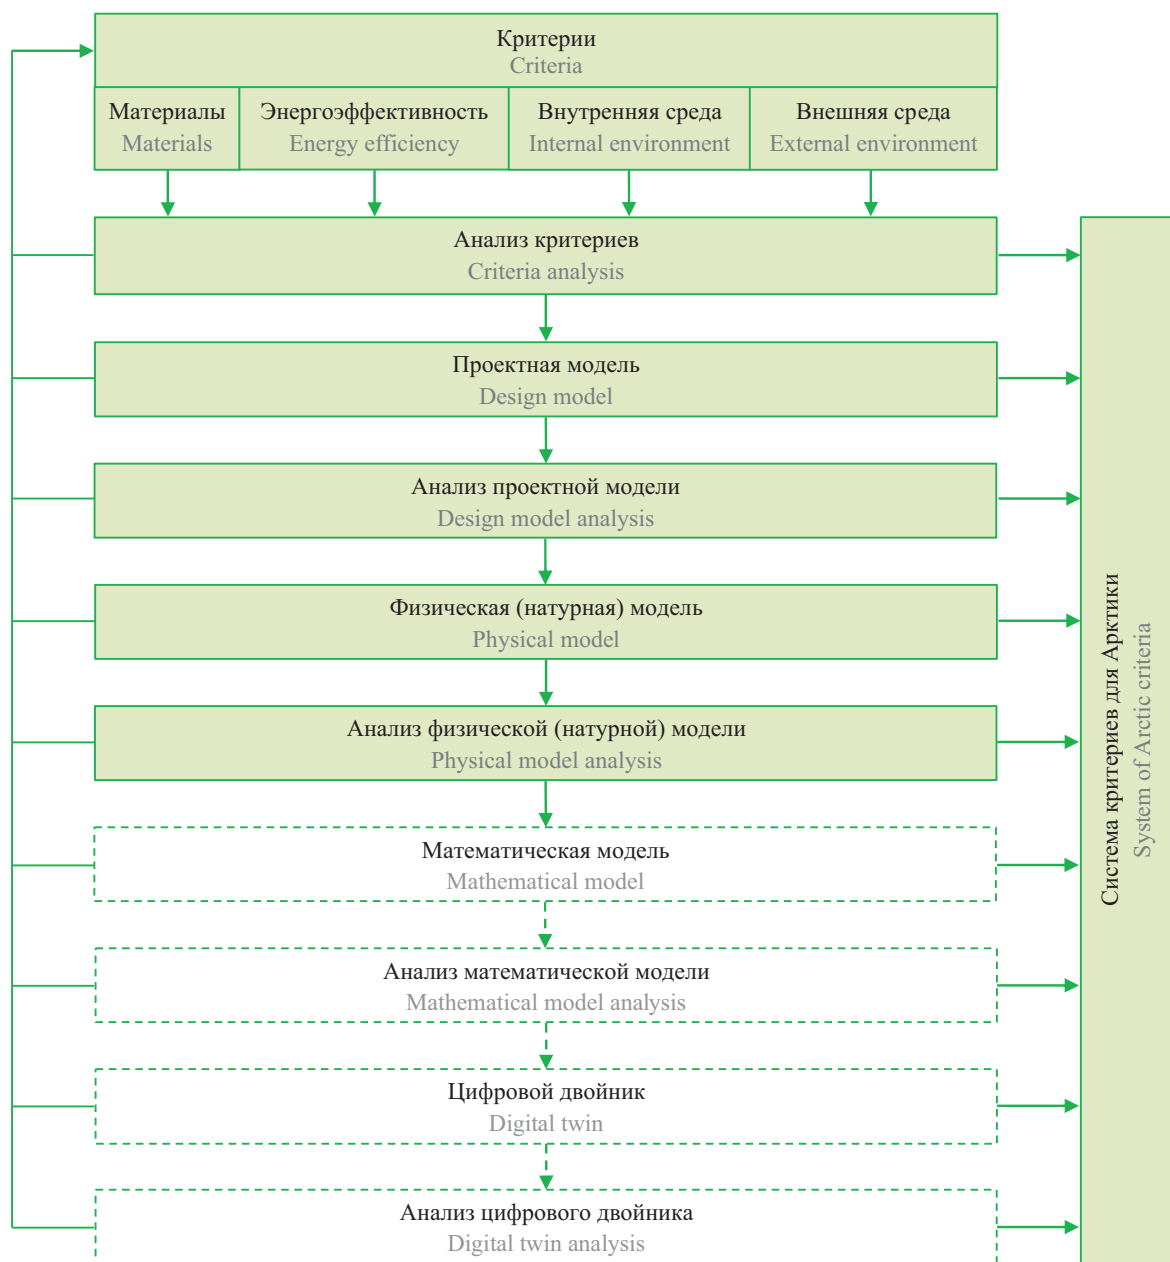 Критерии
Criteria
Материалы
Materials
Энергоэффективность
Energy efficiency
Внутренняя среда
Internal environment
Внешняя среда
External environment
Анализ критериев
Criteria analysis
Проектная модель
Design model
Анализ проектной модели
Design model analysis
Физическая (натурная) модель
Physical model
Анализ физической (натурной) модели
Physical model analysis
Математическая модель
Mathematical model
Анализ математической модели
Mathematical model analysis
Цифровой двойник
Digital twin
Анализ цифрового двойника
Digital twin analysis
Система критериев для Арктики
System of Arctic criteria